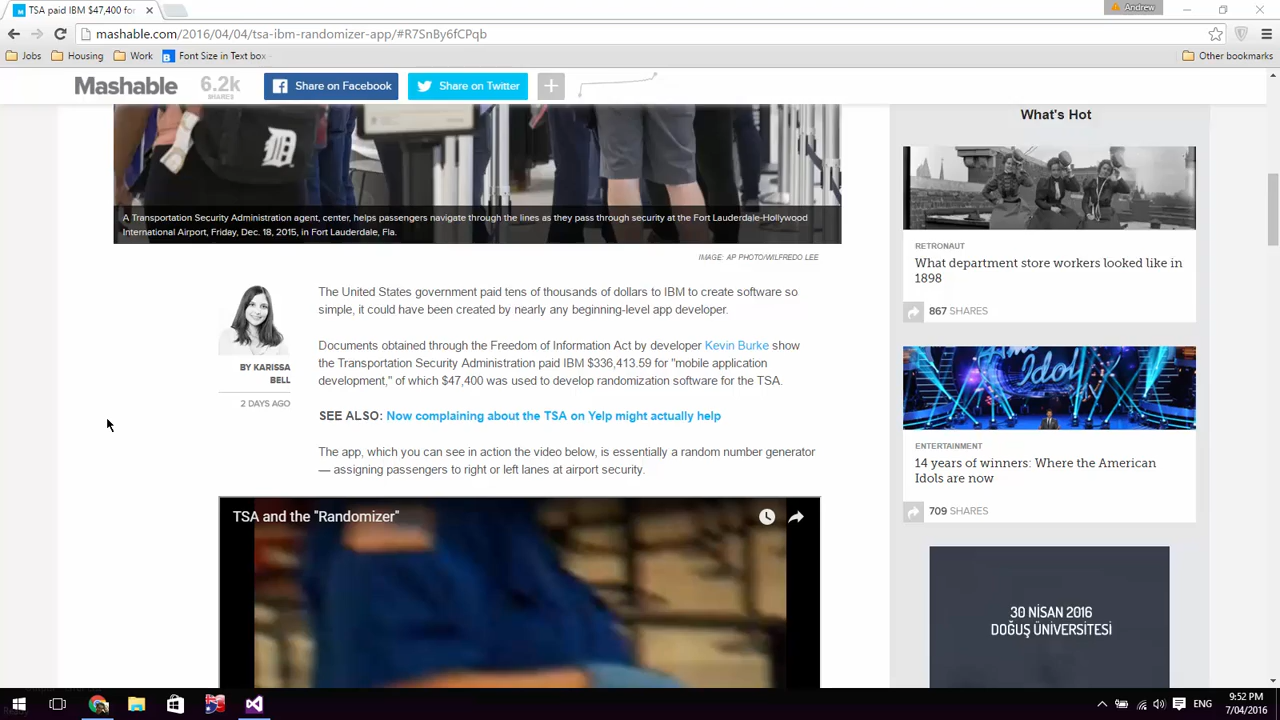 TSA paid IBM $47,400 for
Andrew
mashable.com/2016/04/04/tsa-ibm-randomizer-app/#R7SnBy6fCPqb
Jobs
Housing
Work
Font Size in Text box -
Other bookmarks
Mashable
6.2k
SHARES
Share on Facebook
Share on Twitter
A Transportation Security Administration agent, center, helps passengers navigate through the lines as they pass through security at the Fort Lauderdale-Hollywood
International Airport, Friday, Dec. 18, 2015, in Fort Lauderdale, Fla.
IMAGE: AP PHOTO/WILFREDO LEE
BY KARISSA
BELL
2 DAYS AGO
The United States government paid tens of thousands of dollars to IBM to create software so
simple, it could have been created by nearly any beginning-level app developer.
Documents obtained through the Freedom of Information Act by developer Kevin Burke show
the Transportation Security Administration paid IBM $336,413.59 for "mobile application
development," of which $47,400 was used to develop randomization software for the TSA.
SEE ALSO: Now complaining about the TSA on Yelp might actually help
The app, which you can see in action the video below, is essentially a random number generator
— assigning passengers to right or left lanes at airport security.
TSA and the "Randomizer"
What's Hot
RETRONAUT
What department store workers looked like in
1898
867 SHARES
Idol
ENTERTAINMENT
14 years of winners: Where the American
Idols are now
709 SHARES
30 NİSAN 2016
DOĞUŞ ÜNİVERSİTESİ
ENG
9:52 PM
7/04/2016